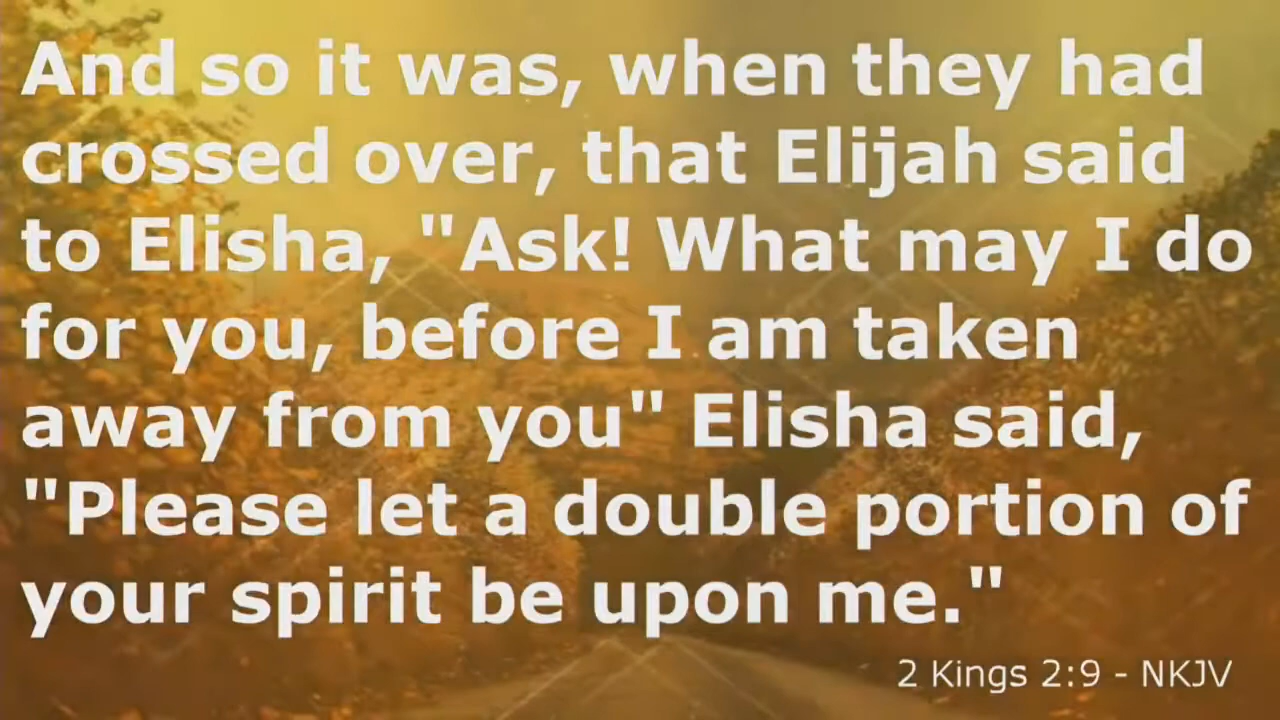 And so it was, when they had
crossed over, that Elijah said
to Elisha, "Ask! What may I do
for you, before I am taken
away from you" Elisha said,
"Please let a double portion of
your spirit be upon me."
2 Kings 2:9 - NKJV